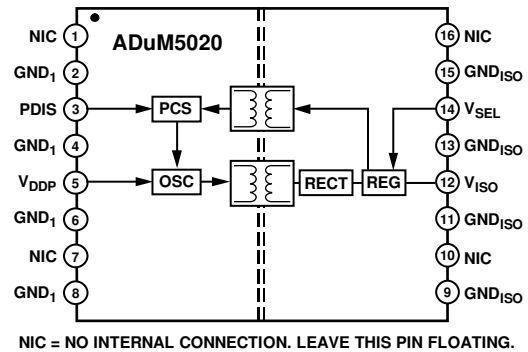 ADuM5020
NIC 1
GND1 2
PDIS 3
GND1 4
VDDP 5
GND1 6
NIC 7
GND1 8
PCS
OSC
RECT
REG
16 NIC
15 GNDISO
14 VSEL
13 GNDISO
12 VISO
11 GNDISO
10 NIC
9 GNDISO
NIC = NO INTERNAL CONNECTION. LEAVE THIS PIN FLOATING.